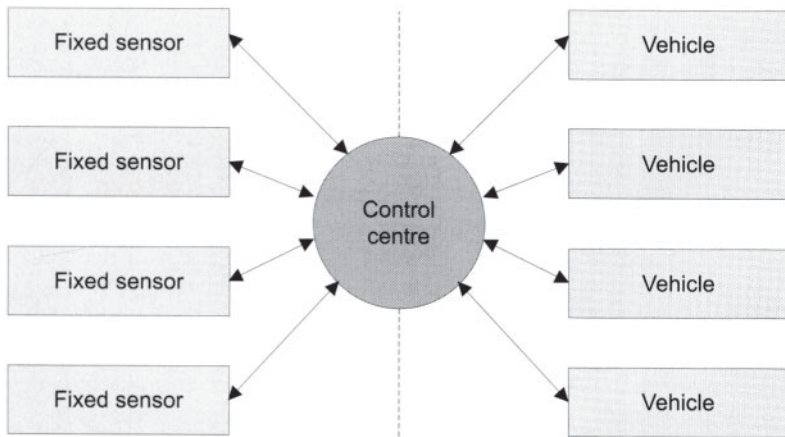 Fixed sensor
Vehicle
Fixed sensor
Vehicle
Control
centre
Fixed sensor
Vehicle
Fixed sensor
Vehicle